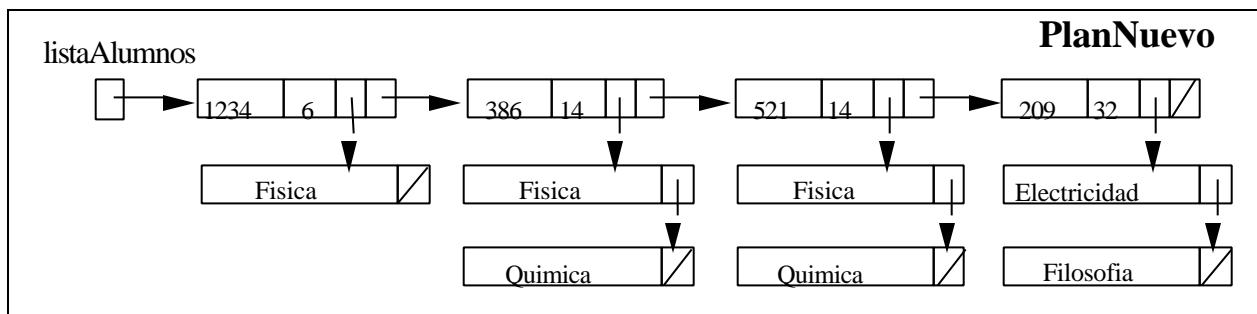 PlanNuevo
listaAlumnos
1234 6 386 14 521 14 209 32
Fisica Fisica Fisica Electricidad
Quimica Quimica Filosofia